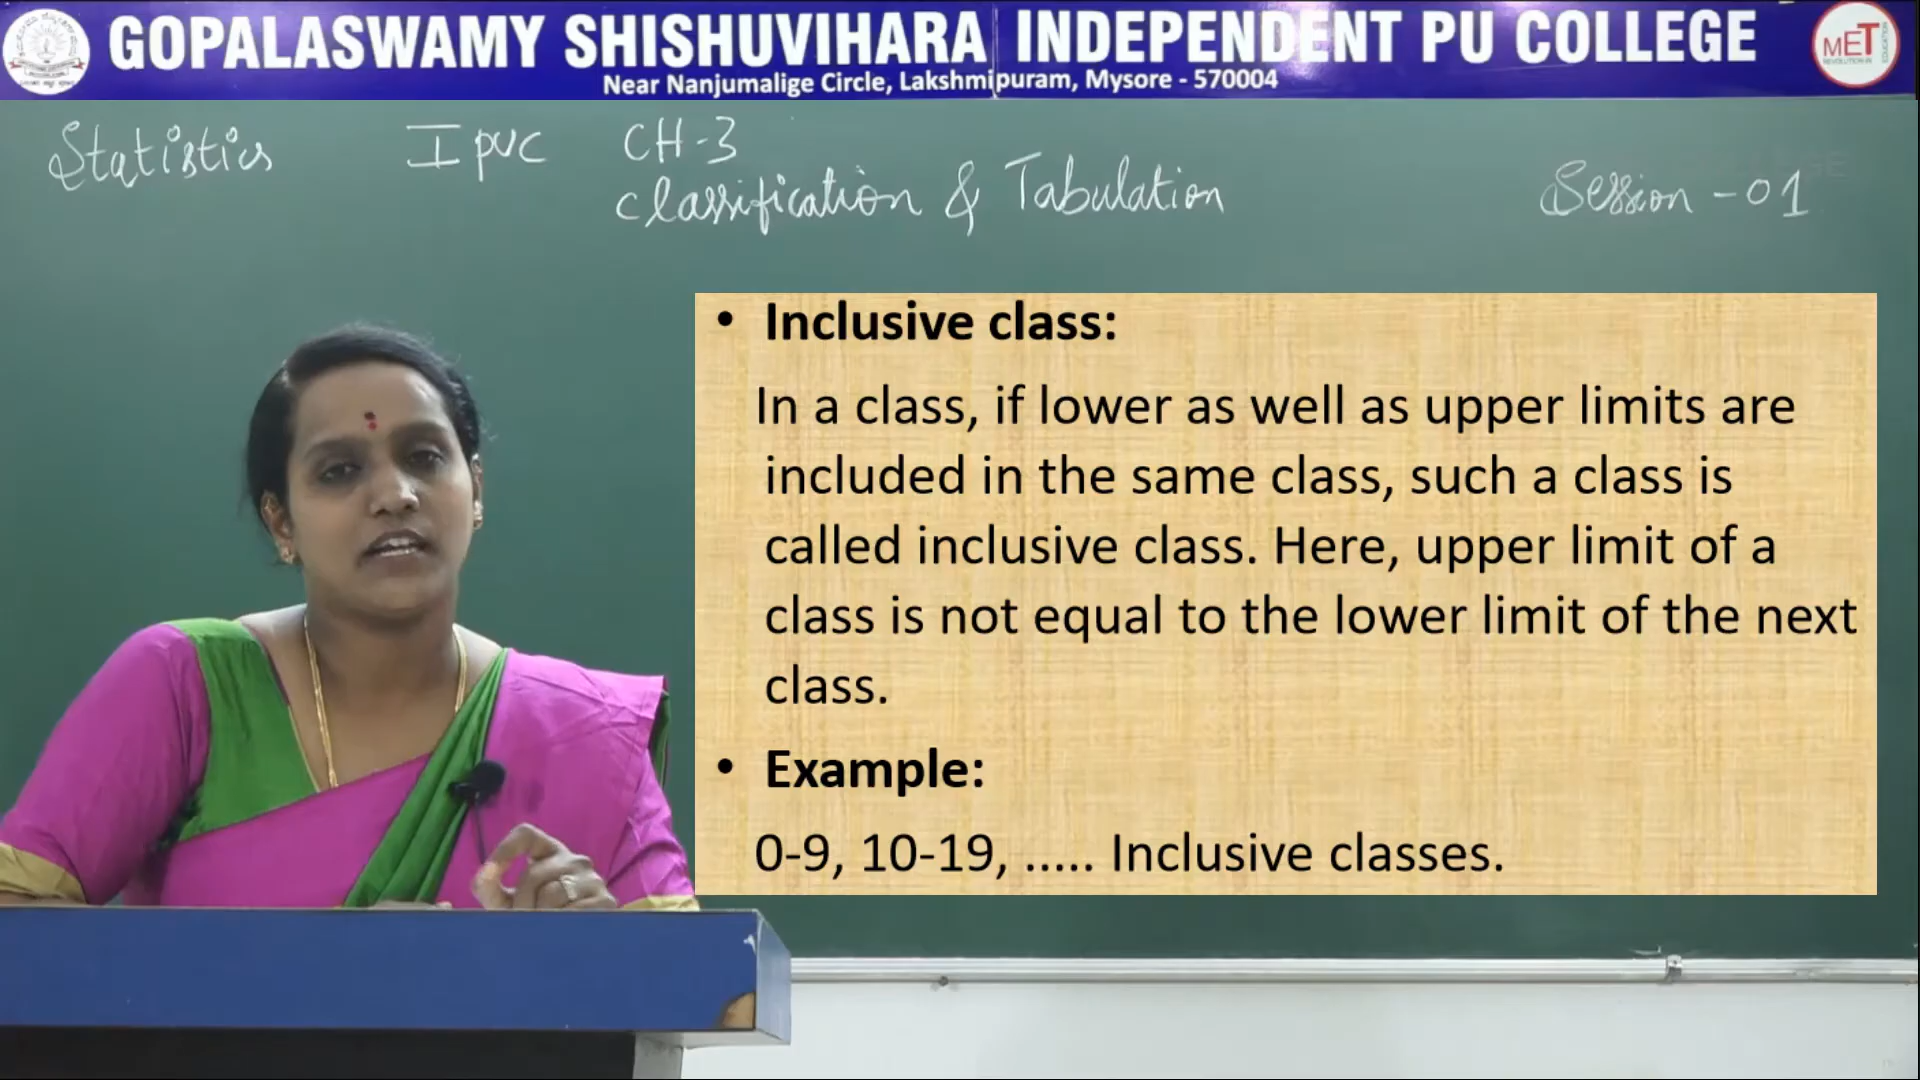 GOPALASWAMY SHISHUVIHARA INDEPENDENT PU COLLEGE
Near Nanjumalige Circle, Lakshmipuram, Mysore - 570004
MET
Statistics I PUC CH-3
Classification & Tabulation
Session - 01
• Inclusive class:
In a class, if lower as well as upper limits are
included in the same class, such a class is
called inclusive class. Here, upper limit of a
class is not equal to the lower limit of the next
class.
• Example:
0-9, 10-19, ..... Inclusive classes.